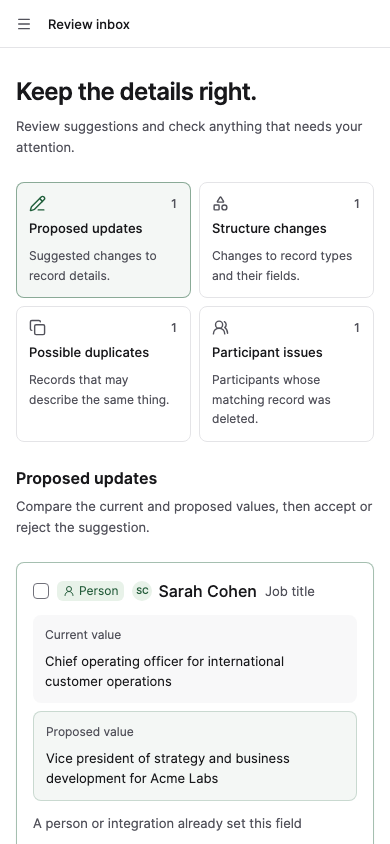 Review inbox
Keep the details right.
Review suggestions and check anything that needs your
attention.
1
Proposed updates
Suggested changes to
record details.
1
Structure changes
Changes to record types
and their fields.
1
Possible duplicates
Records that may
describe the same thing.
1
Participant issues
Participants whose
matching record was
deleted.
Proposed updates
Compare the current and proposed values, then accept or
reject the suggestion.
Person SC Sarah Cohen Job title
Current value
Chief operating officer for international
customer operations
Proposed value
Vice president of strategy and business
development for Acme Labs
A person or integration already set this field